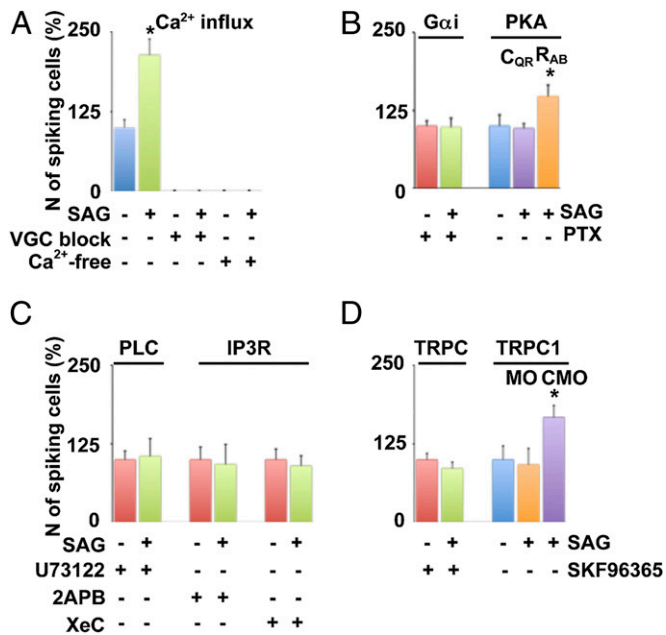 A
N of spiking cells (%)
250
125
0
* Ca²⁺ influx
SAG - + - + - +
VGC block - - + + - -
Ca²⁺-free - - - - + +
B
Gαi PKA
C_QR R_AB
*
250
125
0
- + - + + SAG
+ + - - - PTX
C
N of spiking cells (%)
PLC IP3R
250
125
0
SAG - + - + - +
U73122 + + - - - -
2APB - - + + - -
XeC - - - - + +
D
TRPC TRPC1
MO CMO
*
250
125
0
- + - + + SAG
+ + - - - SKF96365